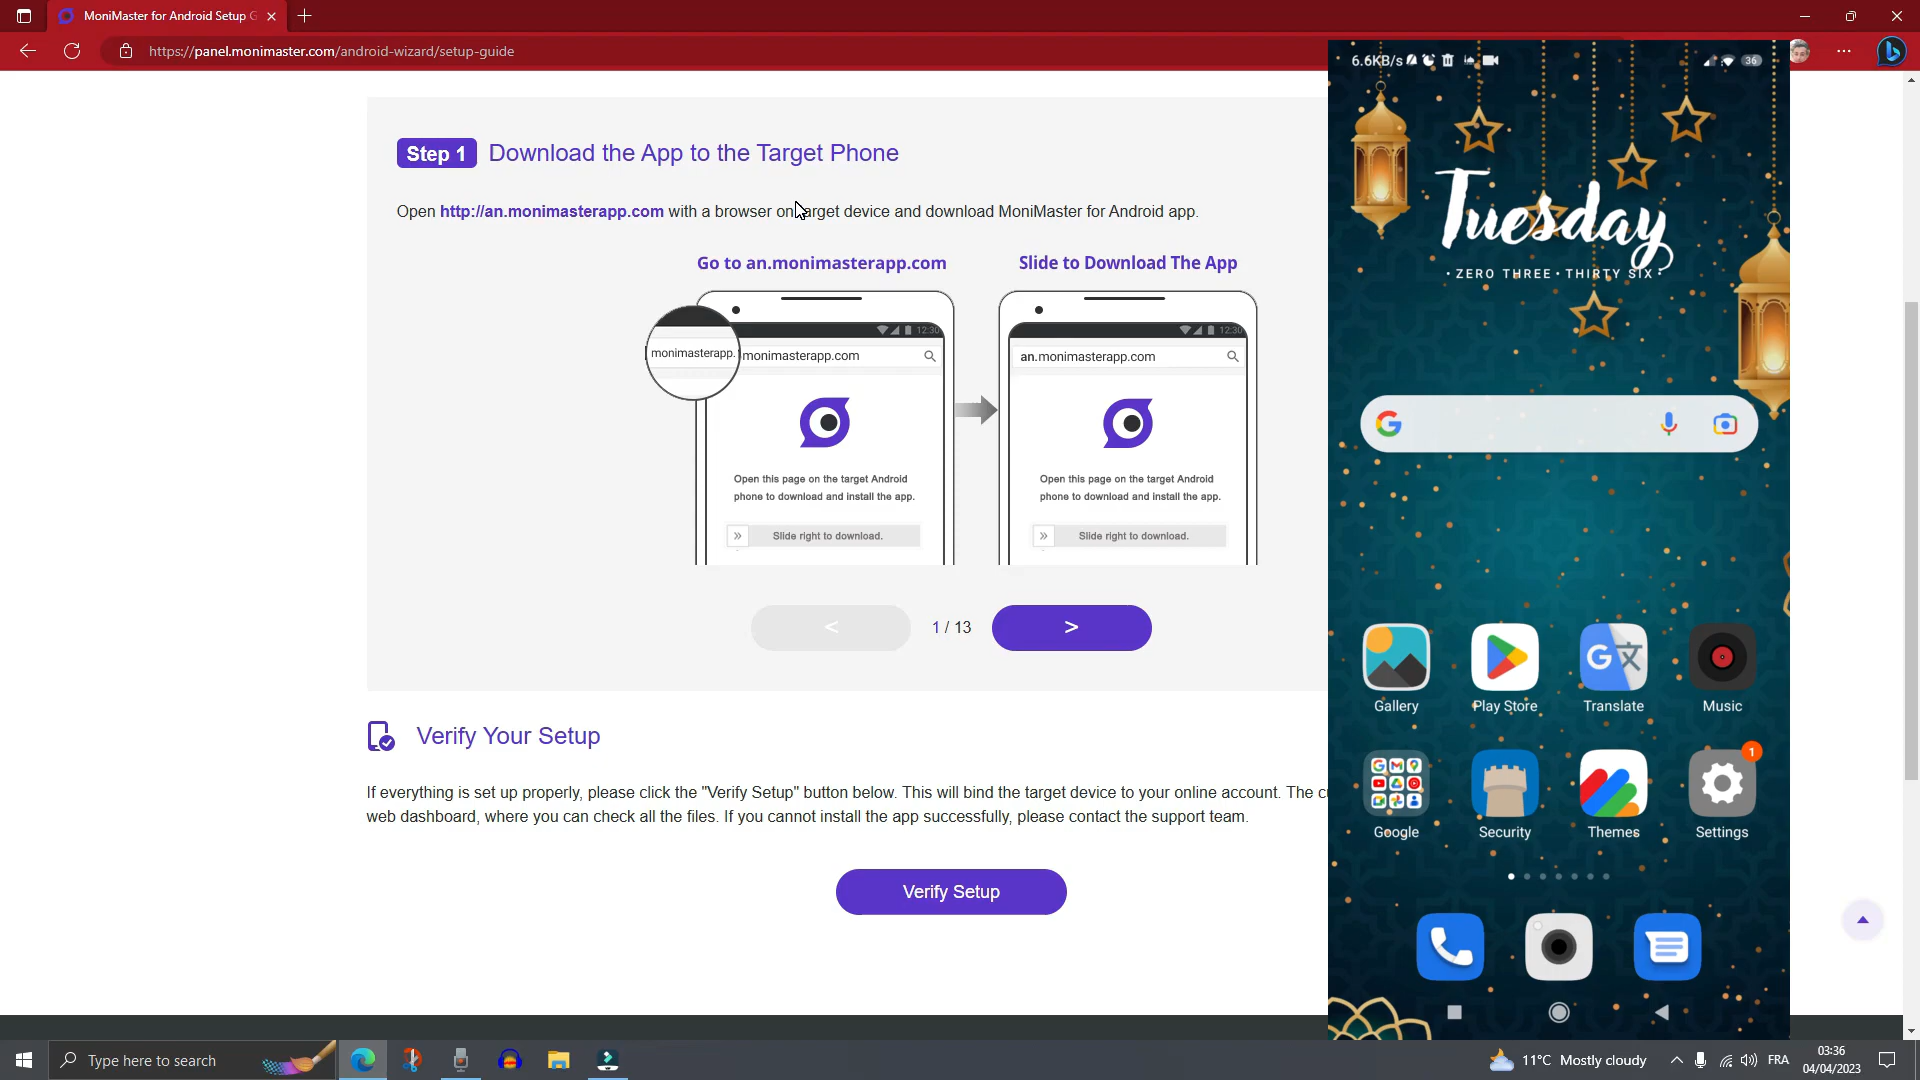 MoniMaster for Android Setup G
https://panel.monimaster.com/android-wizard/setup-guide
Step 1 Download the App to the Target Phone
Open http://an.monimasterapp.com with a browser on target device and download MoniMaster for Android app.
Go to an.monimasterapp.com
Slide to Download The App
12:30
12:30
monimasterapp.
monimasterapp.com
an.monimasterapp.com
Open this page on the target Android
phone to download and install the app.
Open this page on the target Android
phone to download and install the app.
Slide right to download.
Slide right to download.
< 1 / 13 >
Verify Your Setup
If everything is set up properly, please click the "Verify Setup" button below. This will bind the target device to your online account. The cu
web dashboard, where you can check all the files. If you cannot install the app successfully, please contact the support team.
Verify Setup
6.6KB/s
36
Tuesday
· ZERO THREE · THIRTY SIX ·
Gallery
Play Store
Translate
Music
1
Google
Security
Themes
Settings
Type here to search
11°C Mostly cloudy
FRA
03:36
04/04/2023